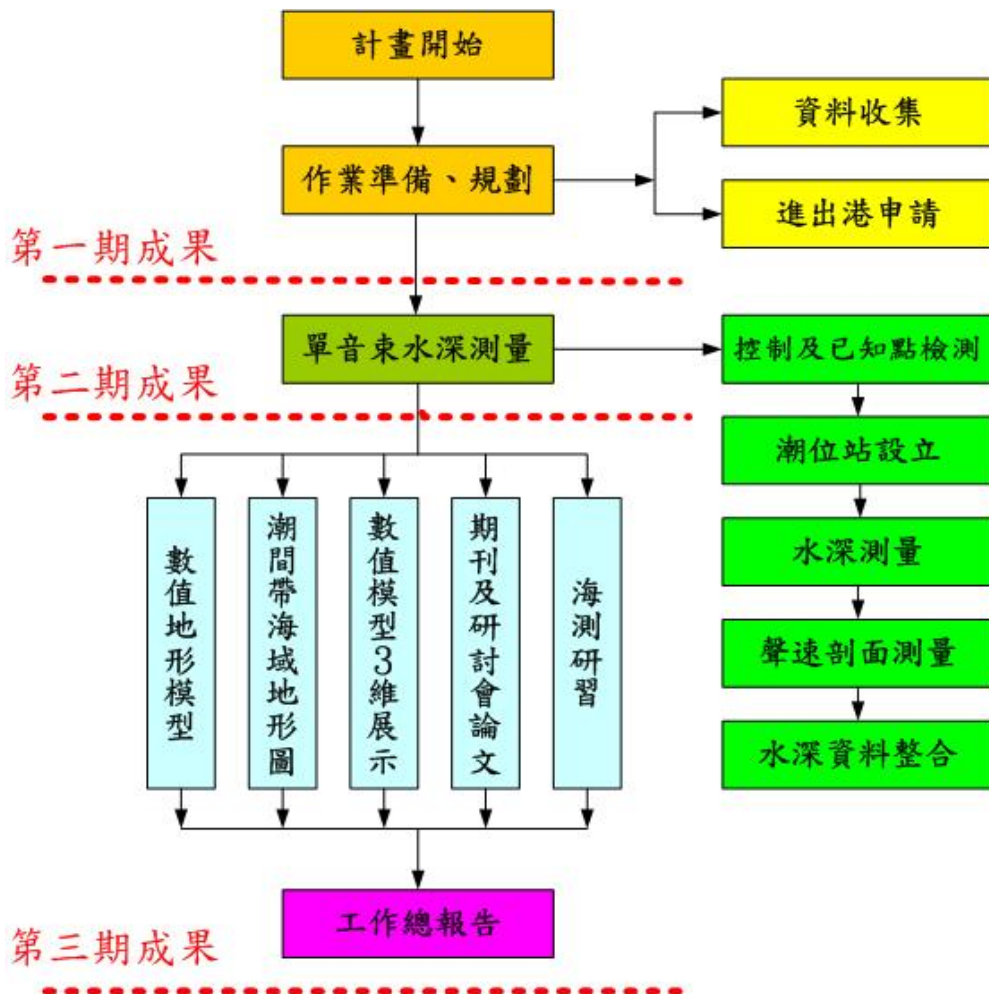 計畫開始
資料收集
作業準備、規劃
進出港申請
第一期成果
單音束水深測量
控制及已知點檢測
第二期成果
潮位站設立
水深測量
聲速剖面測量
水深資料整合
數值地形模型
潮間帶海域地形圖
數值模型3維展示
期刊及研討會論文
海測研習
工作總報告
第三期成果